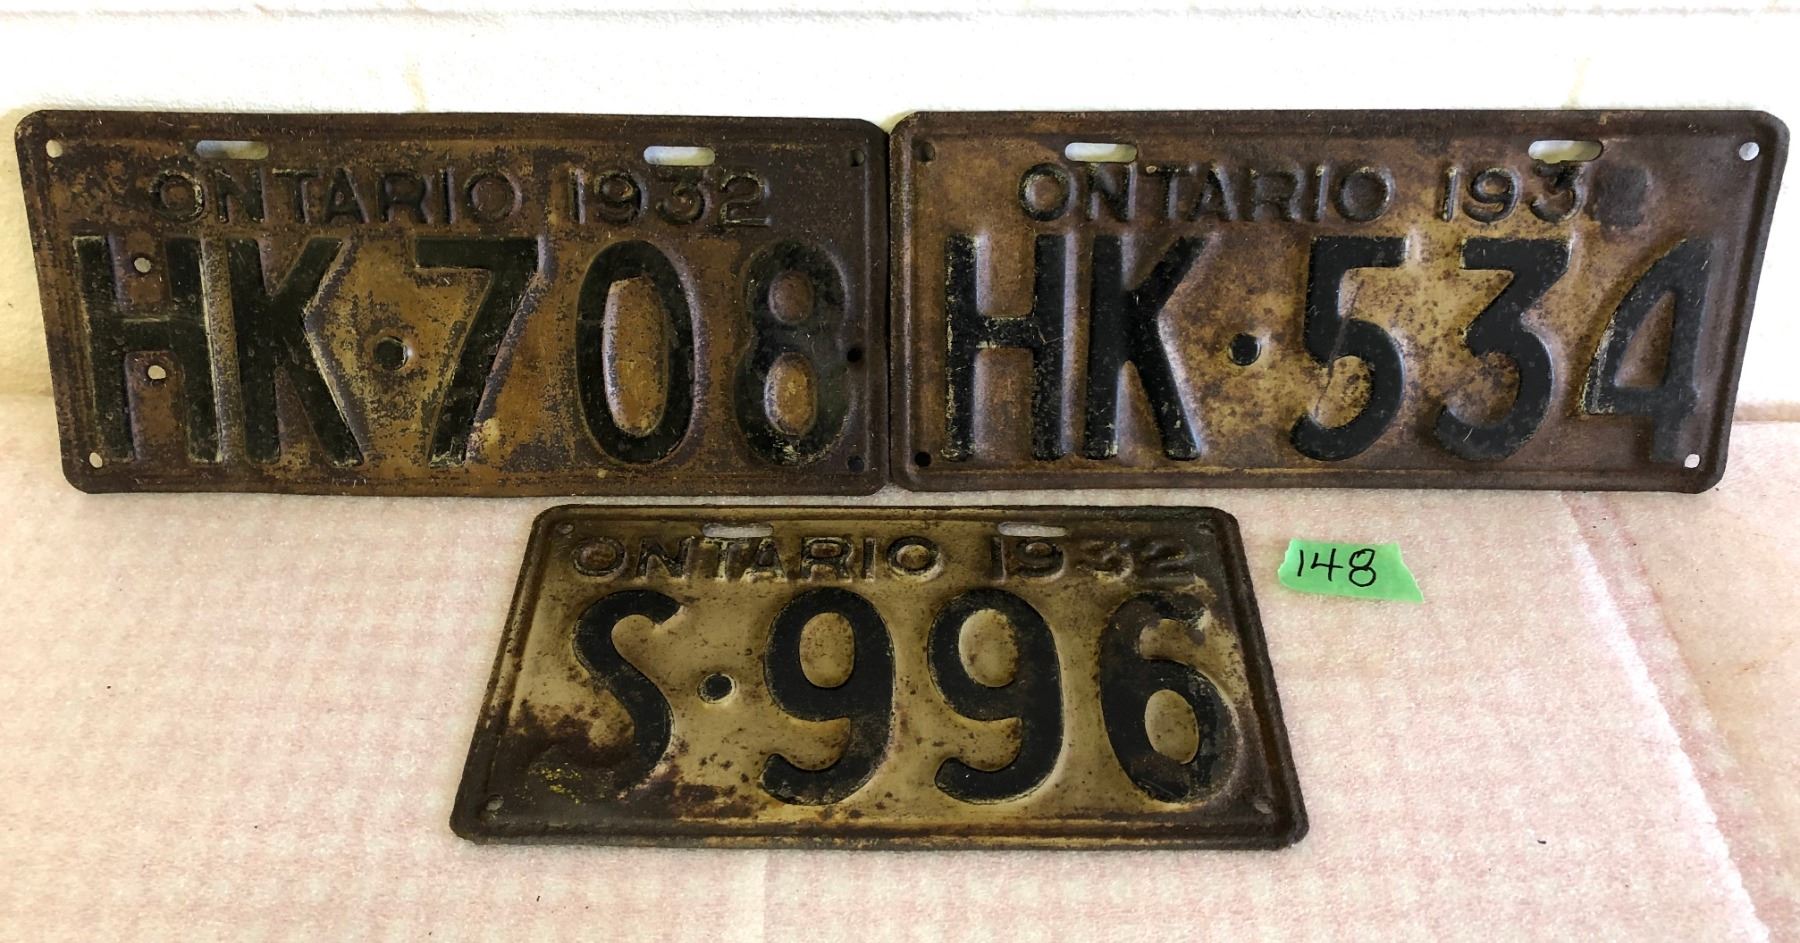 ONTARIO 1932
HK·708
ONTARIO 193
HK·534
ONTARIO 1932
S·996
148